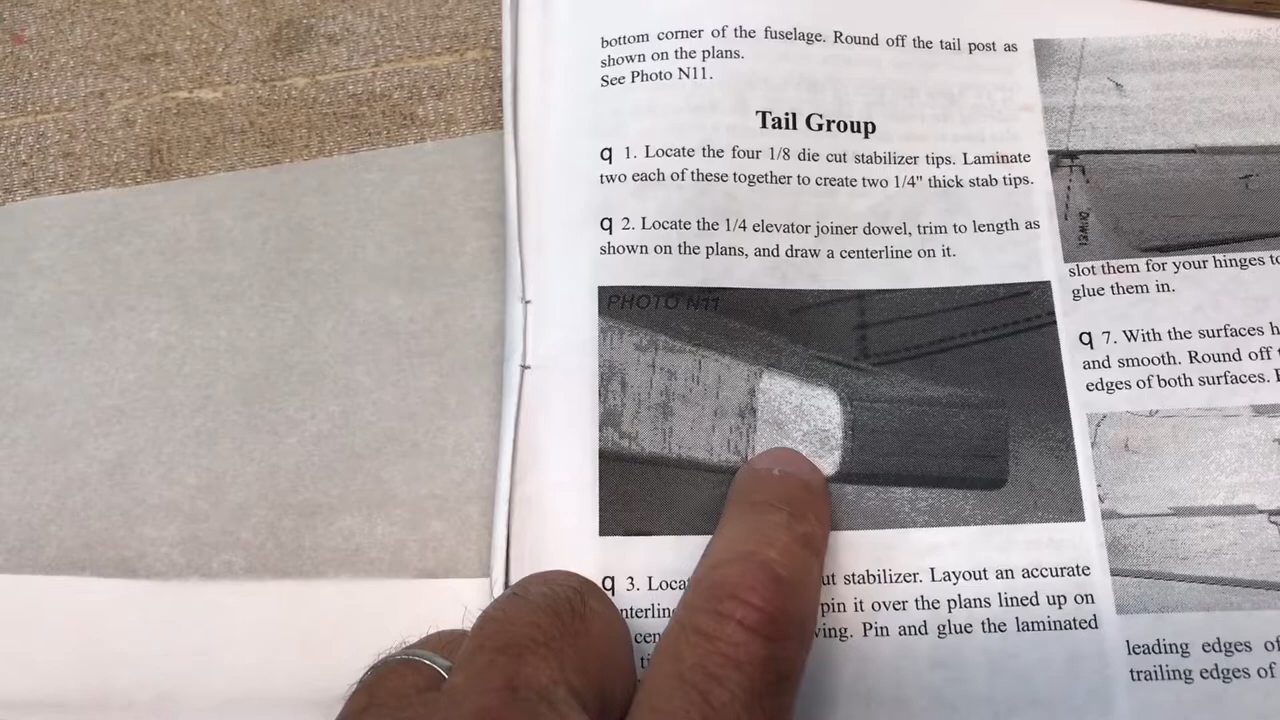 bottom corner of the fuselage. Round off the tail post as
shown on the plans.
See Photo N11.
Tail Group
q 1. Locate the four 1/8 die cut stabilizer tips. Laminate
two each of these together to create two 1/4" thick stab tips.
q 2. Locate the 1/4 elevator joiner dowel, trim to length as
shown on the plans, and draw a centerline on it.
PHOTO N11
q 3. ut stabilizer. Layout an accurate
pin it over the plans lined up on
Pin and glue the laminated
DOWEL
slot them for your hinges to
glue them in.
q 7. With the surfaces h
and smooth. Round off
edges of both surfaces.
leading edges of
trailing edges of